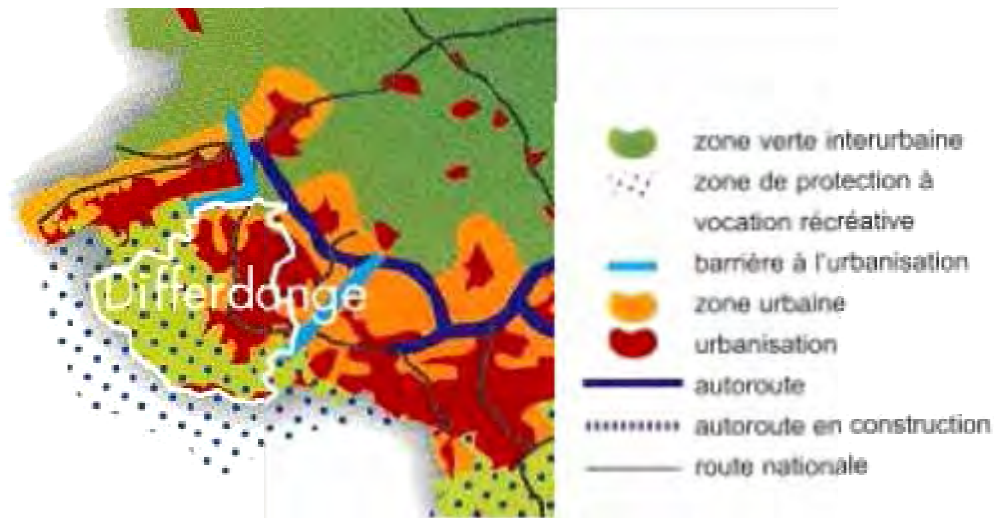 Differdange
zone verte interurbaine
zone de protection à
vocation récréative
barrière à l'urbanisation
zone urbaine
urbanisation
autoroute
autoroute en construction
route nationale